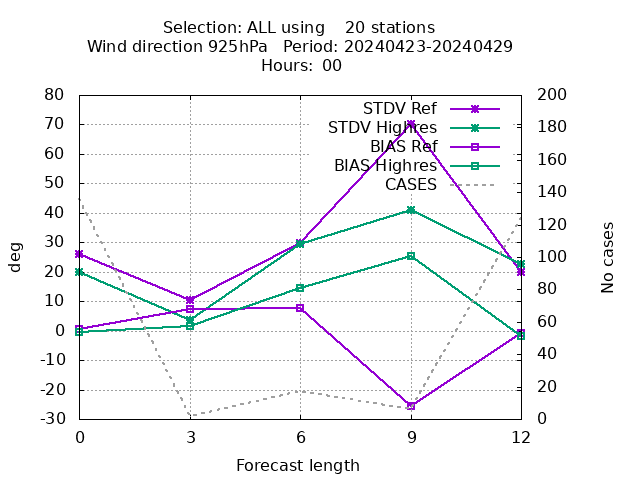 Selection: ALL using 20 stations
Wind direction 925hPa Period: 20240423-20240429
Hours: 00
80
70
60
50
40
30
20
10
0
-10
-20
-30
deg
STDV Ref
STDV Highres
BIAS Ref
BIAS Highres
CASES
200
180
160
140
120
100
80
60
40
20
0
No cases
0 3 6 9 12
Forecast length